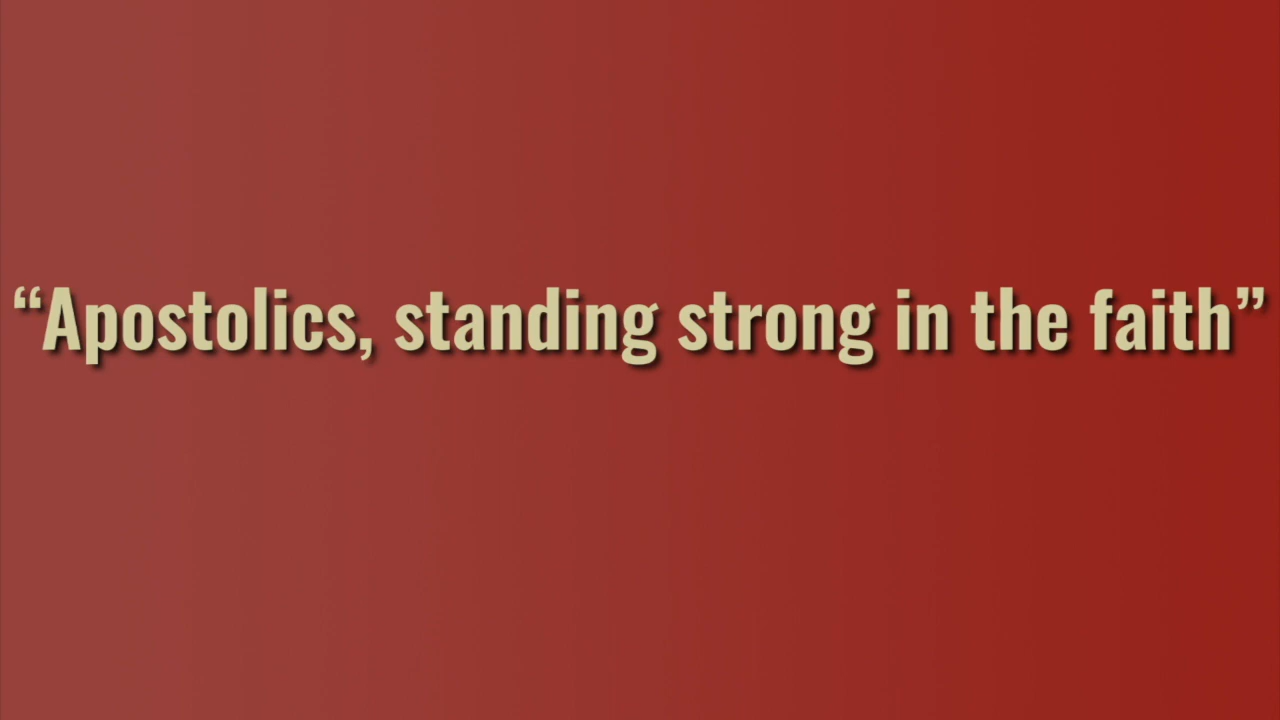 “Apostolics, standing strong in the faith”